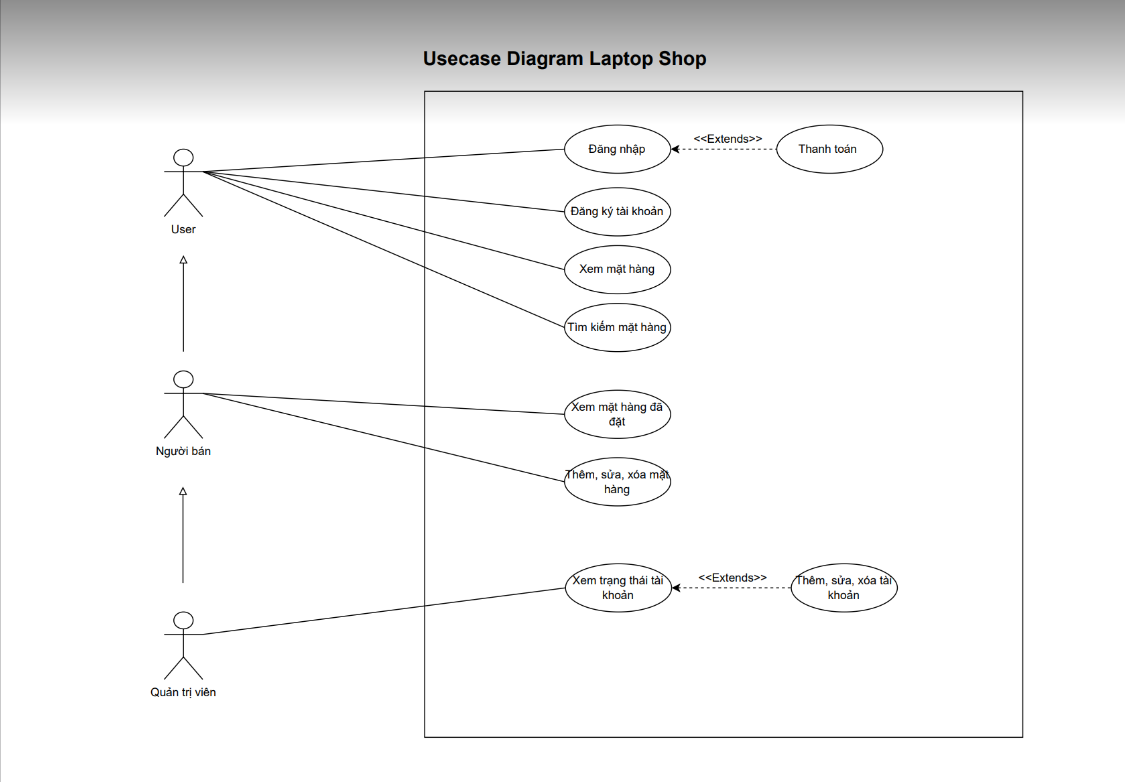 Usecase Diagram Laptop Shop
Đăng nhập
<<Extends>>
Thanh toán
User
Đăng ký tài khoản
Xem mặt hàng
Tìm kiếm mặt hàng
Người bán
Xem mặt hàng đã
đặt
Thêm, sửa, xóa mặt
hàng
Quản trị viên
Xem trạng thái tài
khoản
<<Extends>>
Thêm, sửa, xóa tài
khoản